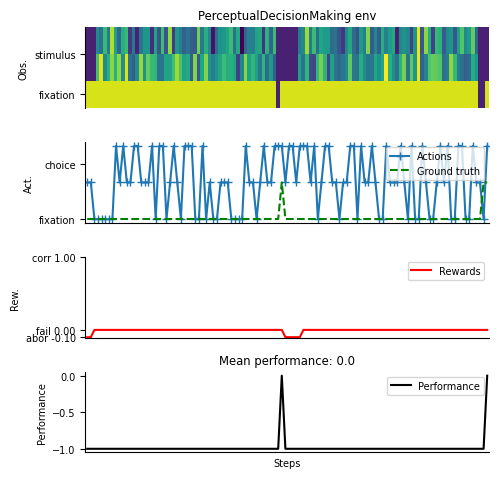 PerceptualDecisionMaking env
Obs.
stimulus
fixation
Act.
choice
fixation
Actions
Ground truth
Rew.
corr 1.00
fail 0.00
abor -0.10
Rewards
Mean performance: 0.0
Performance
0.0
−0.5
−1.0
Performance
Steps